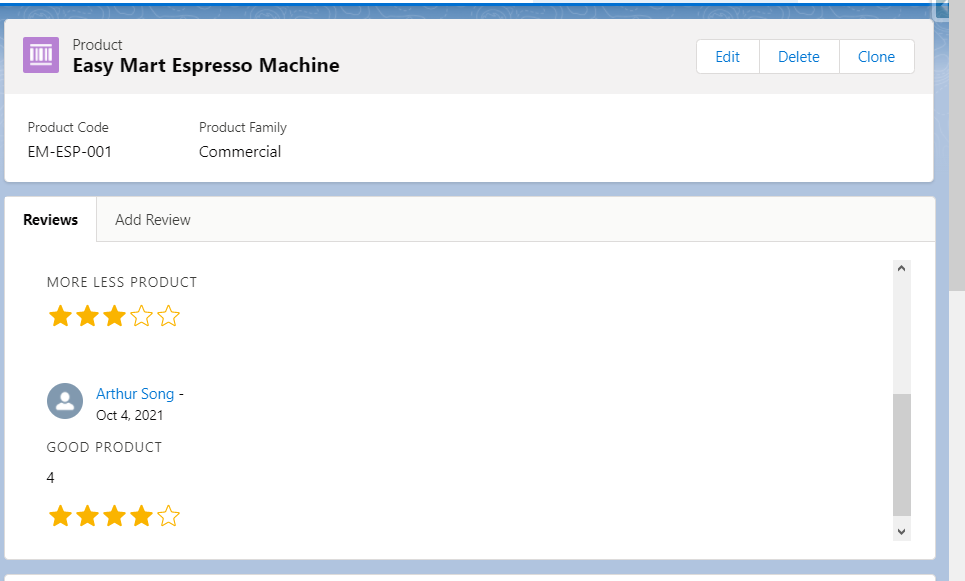 Product
Easy Mart Espresso Machine
Edit Delete Clone
Product Code Product Family
EM-ESP-001 Commercial
Reviews Add Review
MORE LESS PRODUCT
Arthur Song -
Oct 4, 2021
GOOD PRODUCT
4